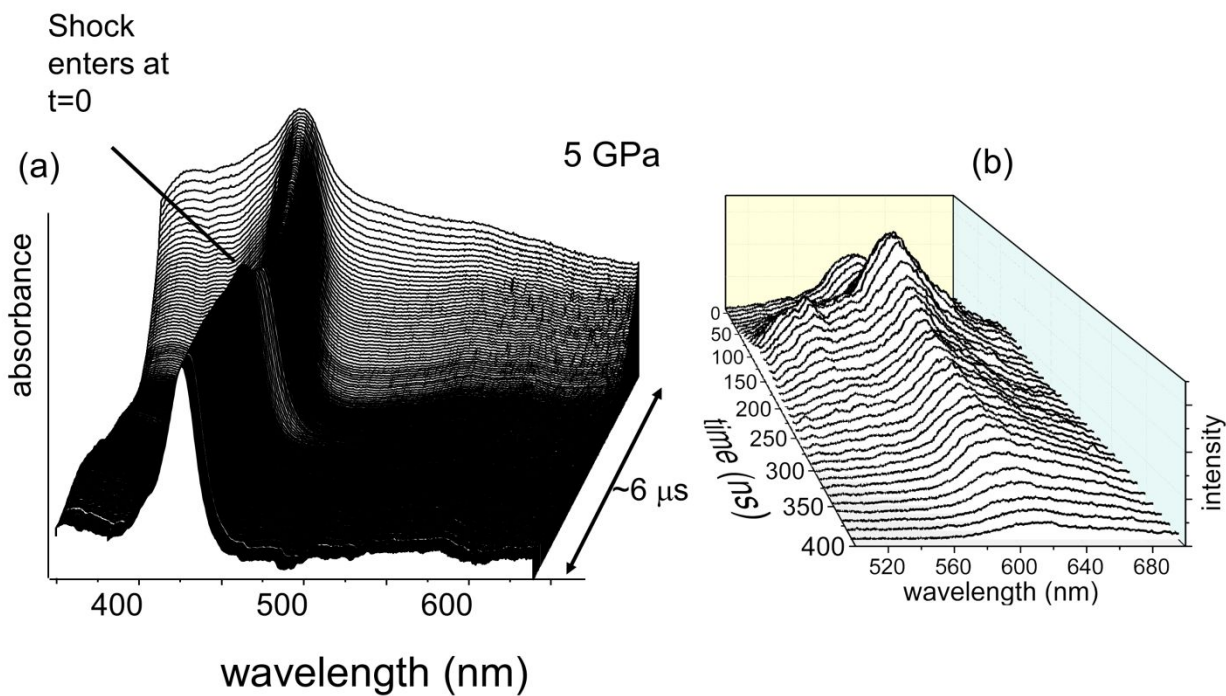 Shock
enters at
t=0
(a)
5 GPa
(b)
absorbance
~6 μs
400
500
600
wavelength (nm)
0
50
100
150
200
250
300
350
400
time (ns)
520
560
600
640
680
wavelength (nm)
intensity